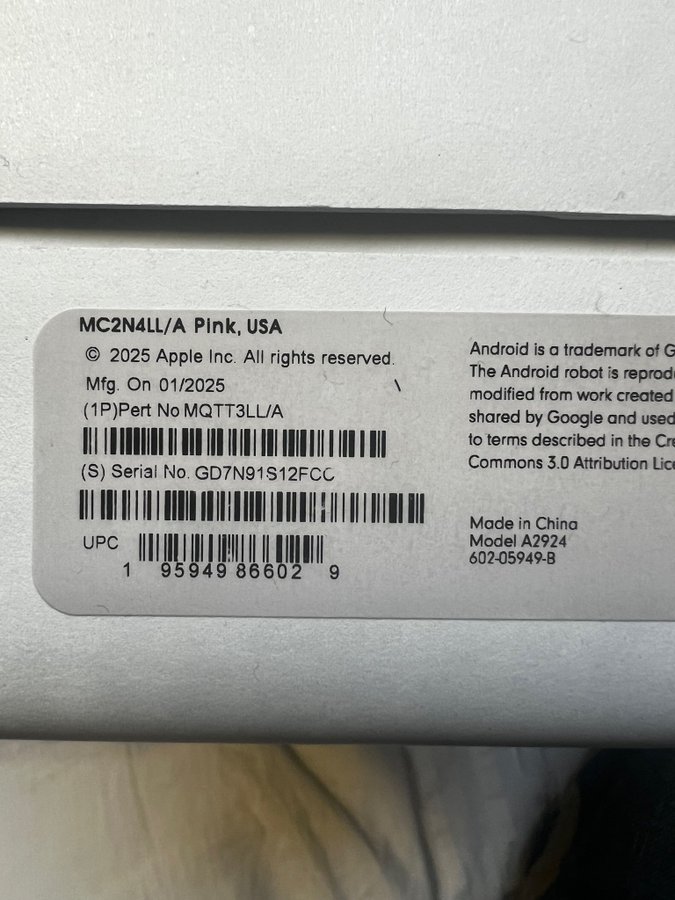 MC2N4LL/A Pink, USA
© 2025 Apple Inc. All rights reserved.
Mfg. On 01/2025
(1P)Pert No MQTT3LL/A
(S) Serial No. GD7N91S12FCC
UPC
1 95949 86602 9
Android is a trademark of G
The Android robot is reprod
modified from work created
shared by Google and used
to terms described in the Cre
Commons 3.0 Attribution Lice
Made in China
Model A2924
602-05949-B